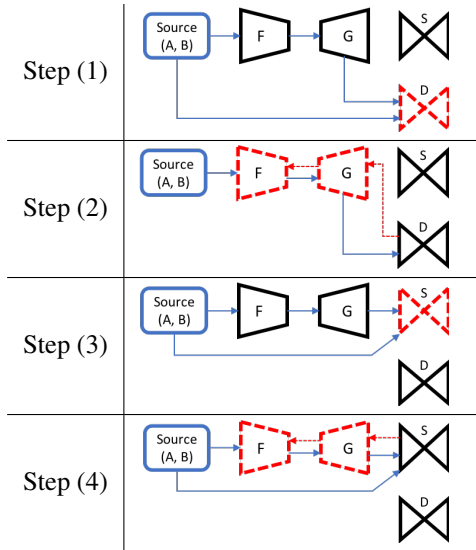 Step (1)
Source
(A, B)
F
G
S
D
Step (2)
Source
(A, B)
F
G
S
D
Step (3)
Source
(A, B)
F
G
S
D
Step (4)
Source
(A, B)
F
G
S
D